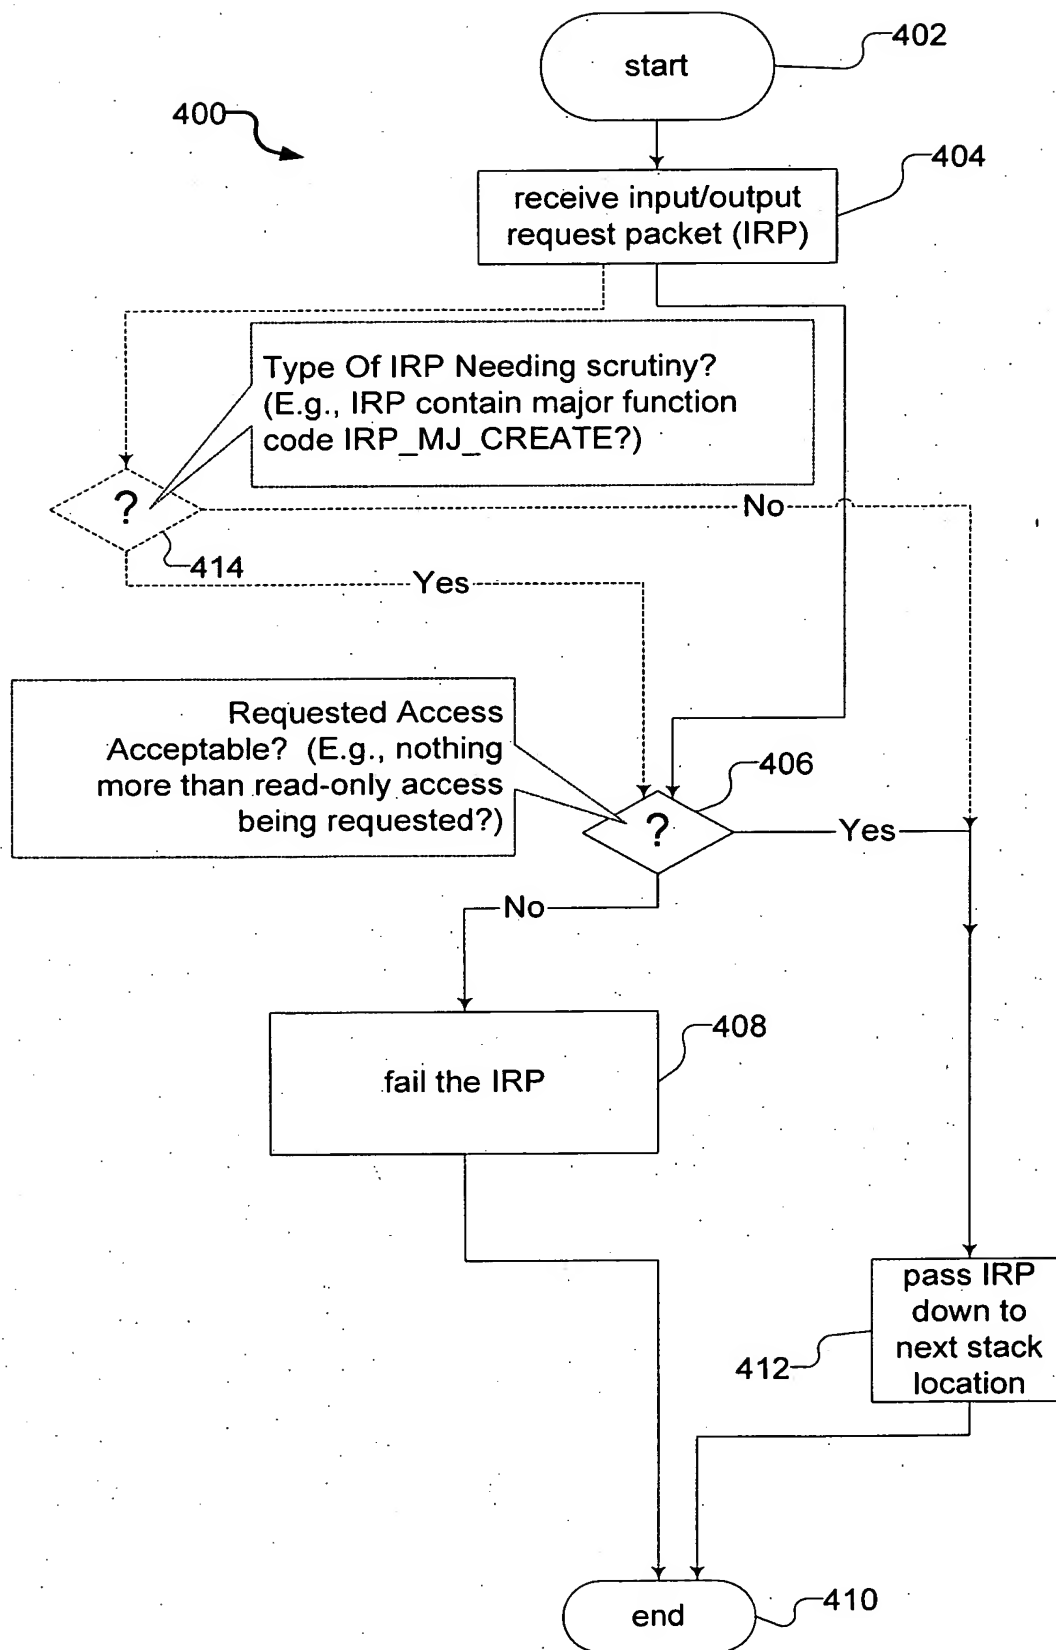 402
start
400
404
receive input/output
request packet (IRP)
Type Of IRP Needing scrutiny?
(E.g., IRP contain major function
code IRP_MJ_CREATE?)
?
No
414
Yes
Requested Access
Acceptable? (E.g., nothing
more than read-only access
being requested?)
406
?
Yes
No
408
fail the IRP
pass IRP
down to
next stack
location
412
410
end